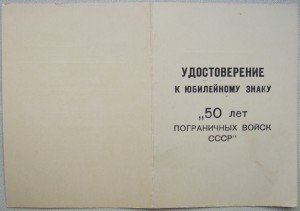 УДОСТОВЕРЕНИЕ
К ЮБИЛЕЙНОМУ ЗНАКУ
„50 лет
ПОГРАНИЧНЫХ ВОЙСК
СССР"